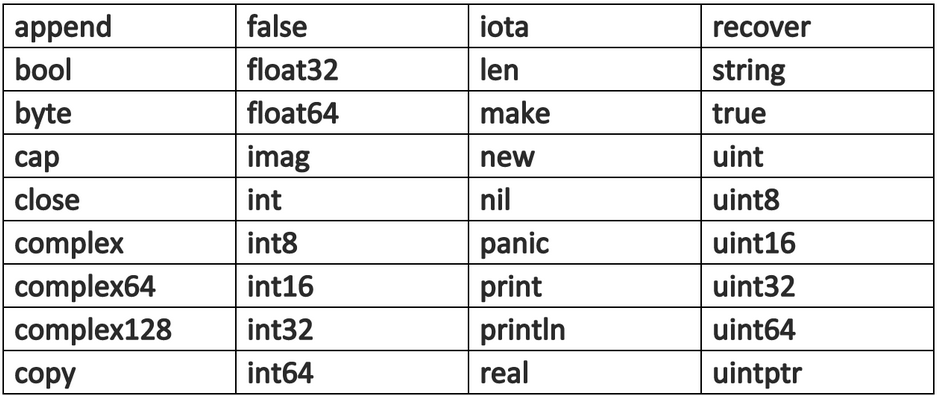 append false iota recover
bool float32 len string
byte float64 make true
cap imag new uint
close int nil uint8
complex int8 panic uint16
complex64 int16 print uint32
complex128 int32 println uint64
copy int64 real uintptr